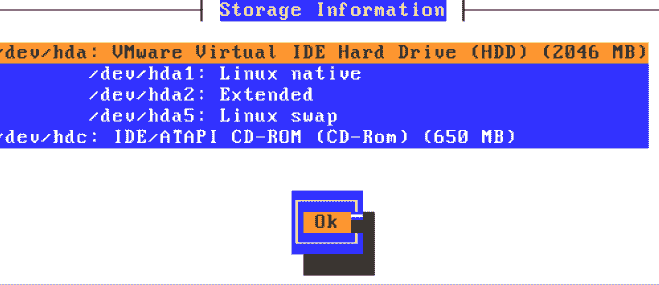 Storage Information
/dev/hda: VMware Virtual IDE Hard Drive (HDD) (2046 MB)
/dev/hda1: Linux native
/dev/hda2: Extended
/dev/hda5: Linux swap
/dev/hdc: IDE/ATAPI CD-ROM (CD-Rom) (650 MB)
Ok